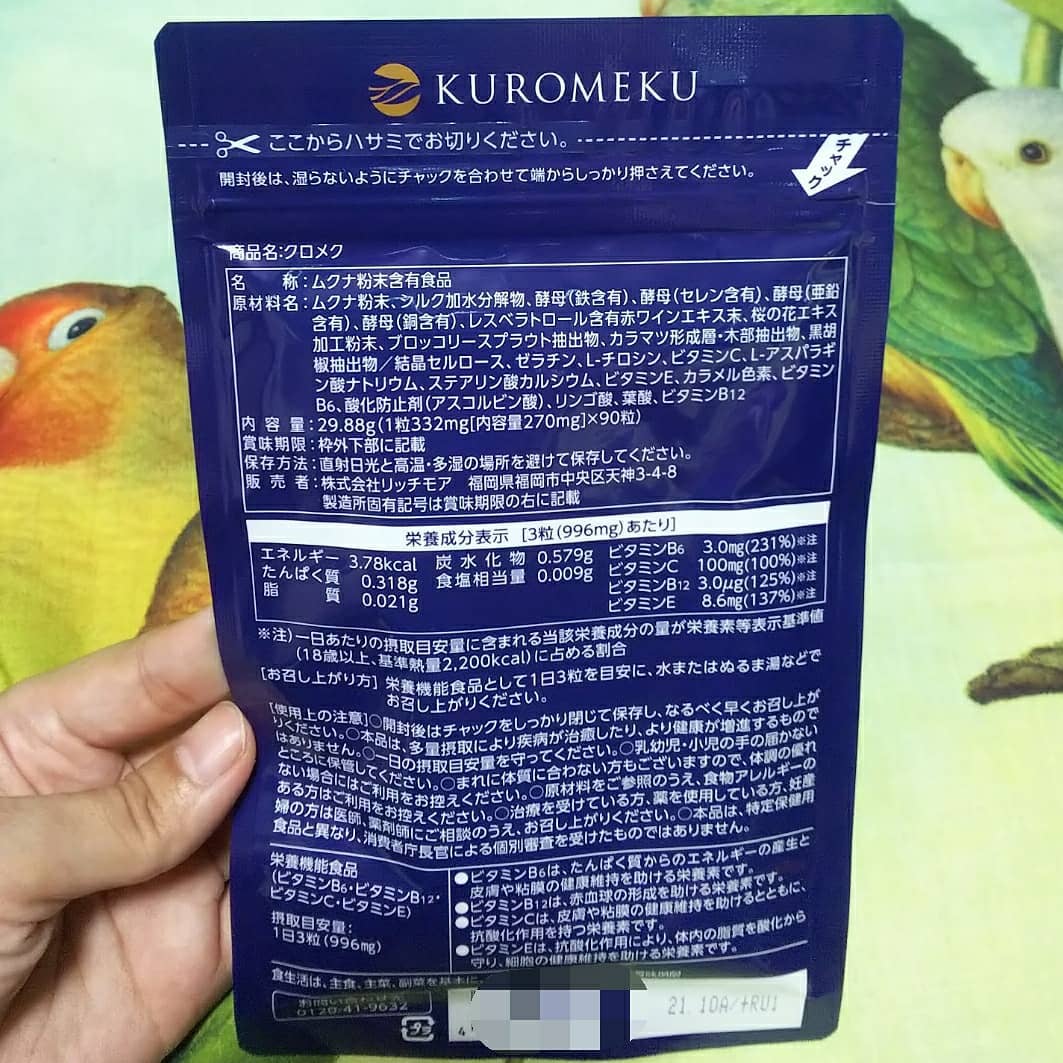 KUROMEKU
ここからハサミでお切りください。
チャック
開封後は、湿らないようにチャックを合わせて端からしっかり押さえてください。
商品名:クロメク
名 称:ムクナ粉末含有食品
原材料名:ムクナ粉末、シルク加水分解物、酵母(鉄含有)、酵母(セレン含有)、酵母(亜鉛
含有)、酵母(銅含有)、レスベラトロール含有赤ワインエキス末、桜の花エキス
加工粉末、ブロッコリースプラウト抽出物、カラマツ形成層・木部抽出物、黒胡
椒抽出物/結晶セルロース、ゼラチン、L-チロシン、ビタミンC、L-アスパラギ
ン酸ナトリウム、ステアリン酸カルシウム、ビタミンE、カラメル色素、ビタミン
B6、酸化防止剤(アスコルビン酸)、リンゴ酸、葉酸、ビタミンB12
内容量:29.88g(1粒332mg[内容量270mg]×90粒)
賞味期限:枠外下部に記載
保存方法:直射日光と高温・多湿の場所を避けて保存してください。
販売者:株式会社リッチモア 福岡県福岡市中央区天神3-4-8
製造所固有記号は賞味期限の右に記載
栄養成分表示 [3粒(996mg)あたり]
エネルギー 3.78kcal 炭水化物 0.579g ビタミンB6 3.0mg(231%)※注
たんぱく質 0.318g 食塩相当量 0.009g ビタミンC 100mg(100%)※注
脂質 0.021g ビタミンB12 3.0μg(125%)※注
ビタミンE 8.6mg(137%)※注
※注)一日あたりの摂取目安量に含まれる当該栄養成分の量が栄養素等表示基準値
(18歳以上、基準熱量2,200kcal)に占める割合
[お召し上がり方]栄養機能食品として1日3粒を目安に、水またはぬるま湯などで
お召し上がりください。
[使用上の注意]○開封後はチャックをしっかり閉じて保存し、なるべく早くお召し上が
りください。○本品は、多量摂取により疾病が治癒したり、より健康が増進するもので
はありません。○一日の摂取目安量を守ってください。○乳幼児・小児の手の届かない
ところに保管してください。○まれに体質に合わない方もございますので、体調の優れ
ない場合にはご利用をお控えください。○原材料をご参照のうえ、食物アレルギーの
ある方はご利用をお控えください。○治療を受けている方、薬を使用している方、妊産
婦の方は医師、薬剤師にご相談のうえ、お召し上がりください。○本品は、特定保健用
食品と異なり、消費者庁長官による個別審査を受けたものではありません。
栄養機能食品
(ビタミンB6・ビタミンB12・
ビタミンC・ビタミンE)
摂取目安量:
1日3粒(996mg)
●ビタミンB6は、たんぱく質からのエネルギーの産生と
皮膚や粘膜の健康維持を助ける栄養素です。
●ビタミンB12は、赤血球の形成を助ける栄養素です。
●ビタミンCは、皮膚や粘膜の健康維持を助けるとともに、
抗酸化作用を持つ栄養素です。
●ビタミンEは、抗酸化作用により、体内の脂質を酸化から
守り、細胞の健康維持を助ける栄養素です。
食生活は、主食、主菜、副菜を基本に
お問い合わせ先
0120-41-9632
プラ
4
21.10A/+RU1